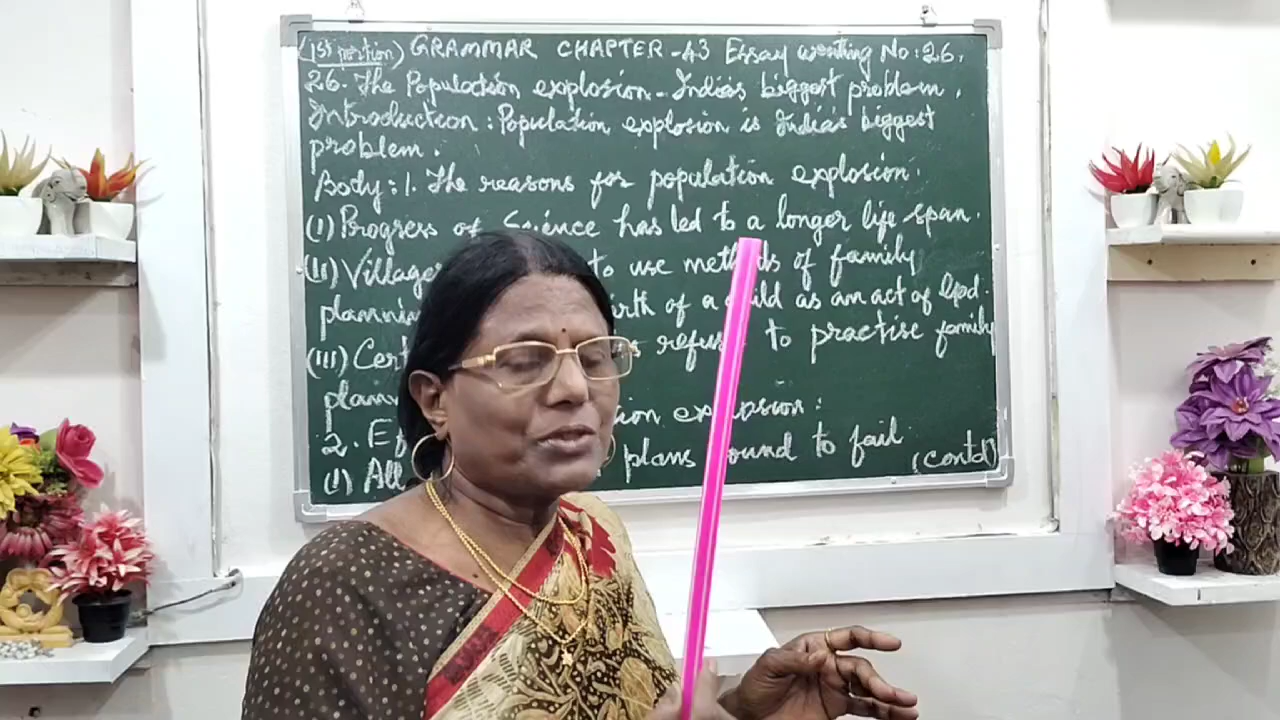 (1st portion) GRAMMAR CHAPTER-43 Essay writing No:26.
26. The Population explosion - India's biggest problem.
Introduction: Population explosion is India's biggest
problem.
Body: 1. The reasons for population explosion.
(I) Progress of Science has led to a longer life span.
(II) to use methods of family
of a child as an act of God.
(III) refuse to practise family
explosion:
2.
(I) All plans bound to fail
(contd)